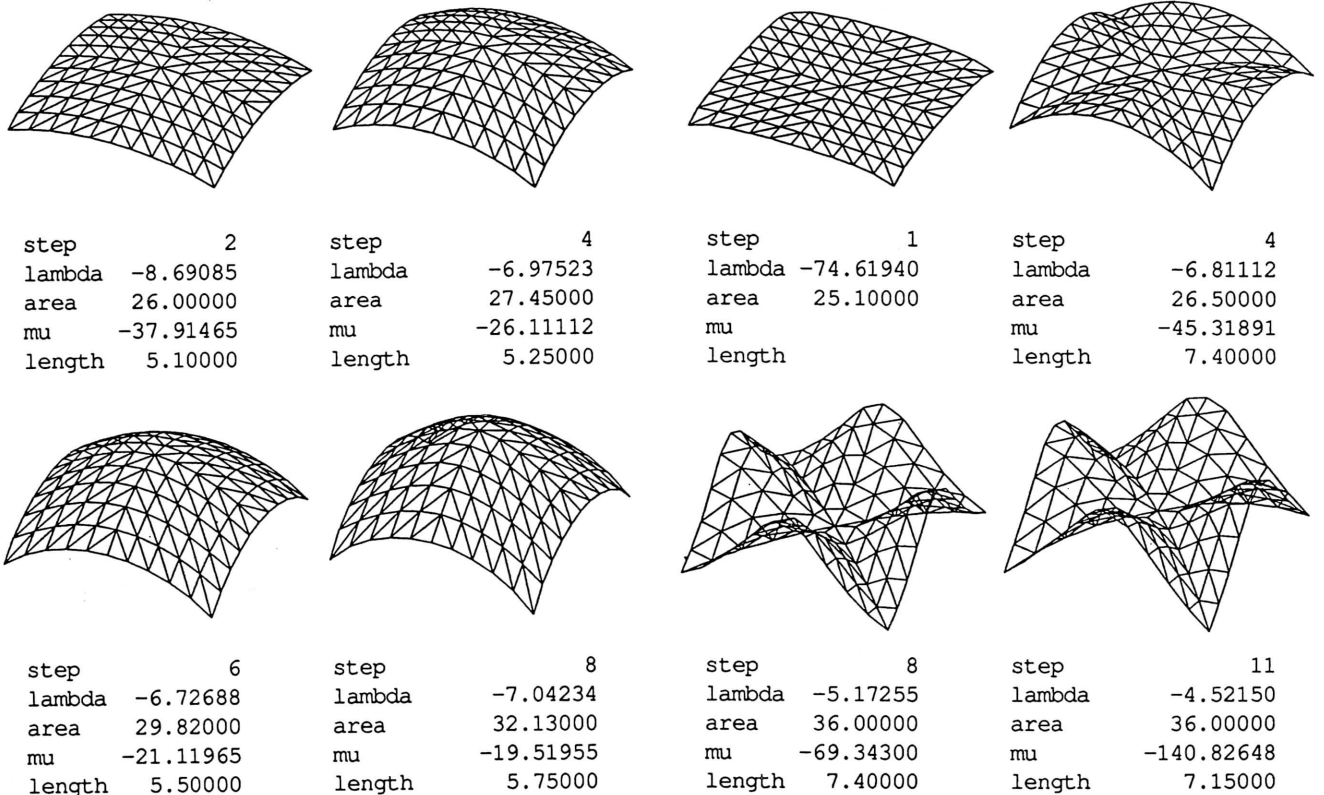 step 2
lambda -8.69085
area 26.00000
mu -37.91465
length 5.10000
step 4
lambda -6.97523
area 27.45000
mu -26.11112
length 5.25000
step 1
lambda -74.61940
area 25.10000
mu
length
step 4
lambda -6.81112
area 26.50000
mu -45.31891
length 7.40000
step 6
lambda -6.72688
area 29.82000
mu -21.11965
length 5.50000
step 8
lambda -7.04234
area 32.13000
mu -19.51955
length 5.75000
step 8
lambda -5.17255
area 36.00000
mu -69.34300
length 7.40000
step 11
lambda -4.52150
area 36.00000
mu -140.82648
length 7.15000